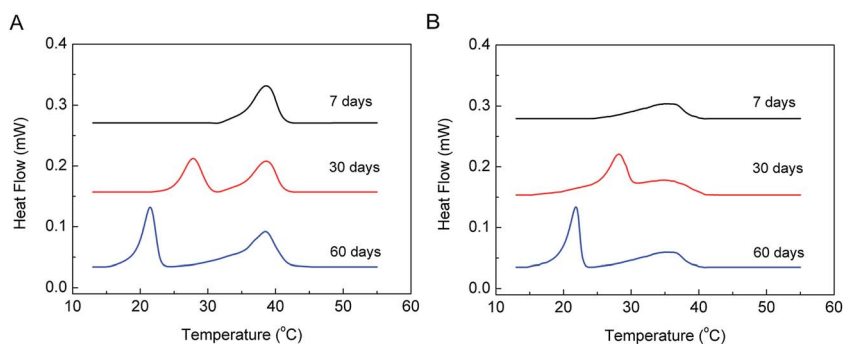 A
0.4
0.3
0.2
0.1
0.0
Heat Flow (mW)
7 days
30 days
60 days
10 20 30 40 50 60
Temperature (°C)
B
0.4
0.3
0.2
0.1
0.0
Heat Flow (mW)
7 days
30 days
60 days
10 20 30 40 50 60
Temperature (°C)